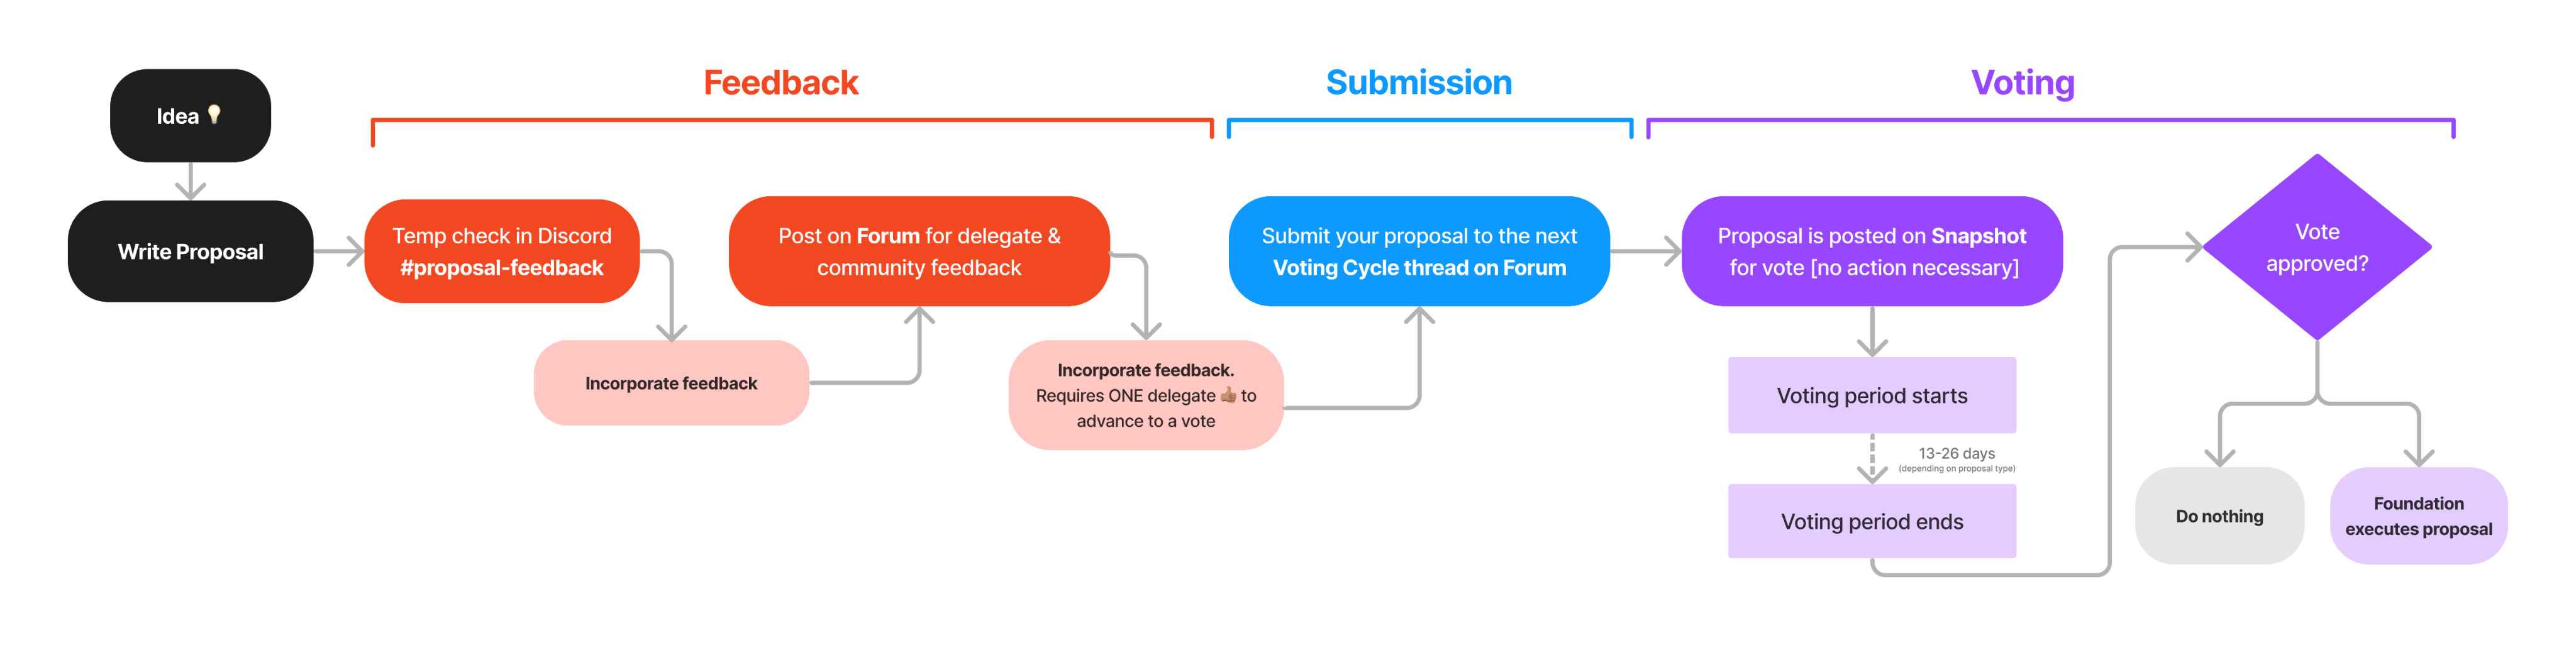 Feedback
Submission
Voting
Idea 💡
Write Proposal
Temp check in Discord
#proposal-feedback
Incorporate feedback
Post on Forum for delegate &
community feedback
Incorporate feedback.
Requires ONE delegate 👍🏽 to
advance to a vote
Submit your proposal to the next
Voting Cycle thread on Forum
Proposal is posted on Snapshot
for vote [no action necessary]
Voting period starts
13-26 days
(depending on proposal type)
Voting period ends
Vote
approved?
Do nothing
Foundation
executes proposal